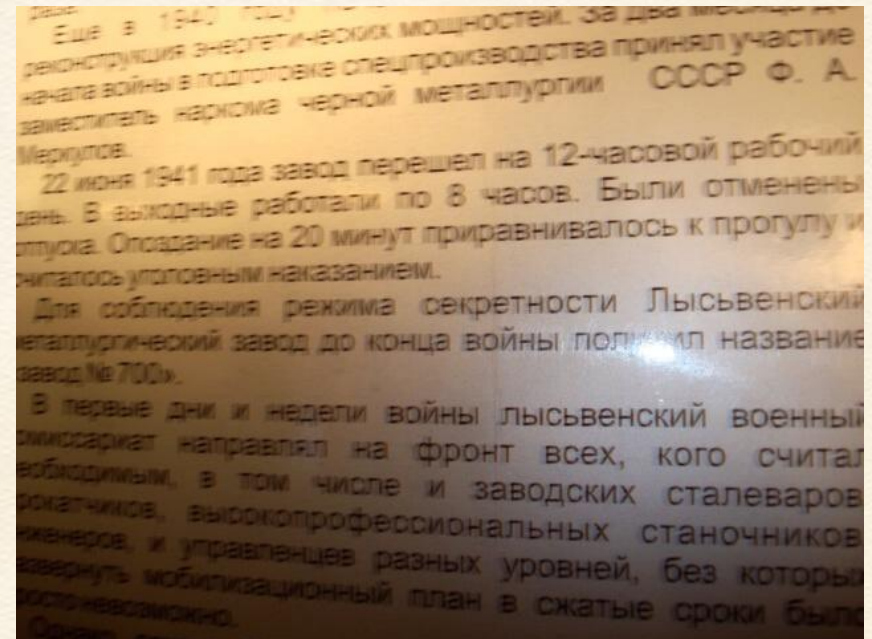 Еще в 1940 году
реконструкция энергетических мощностей. За два месяца до
начала войны в подготовке спецпроизводства принял участие
заместитель наркома черной металлургии СССР Ф. А.
Меркулов.
22 июня 1941 года завод перешел на 12-часовой рабочий
день. В выходные работали по 8 часов. Были отменены
отпуска. Опоздание на 20 минут приравнивалось к прогулу и
считалось уголовным наказанием.
Для соблюдения режима секретности Лысьвенский
металлургический завод до конца войны получил название
«завод № 700».
В первые дни и недели войны лысьвенский военный
комиссариат направлял на фронт всех, кого считал
необходимым, в том числе и заводских сталеваров,
прокатчиков, высокопрофессиональных станочников,
инженеров, и управленцев разных уровней, без которых
развернуть мобилизационный план в сжатые сроки было
просто невозможно.
Однако